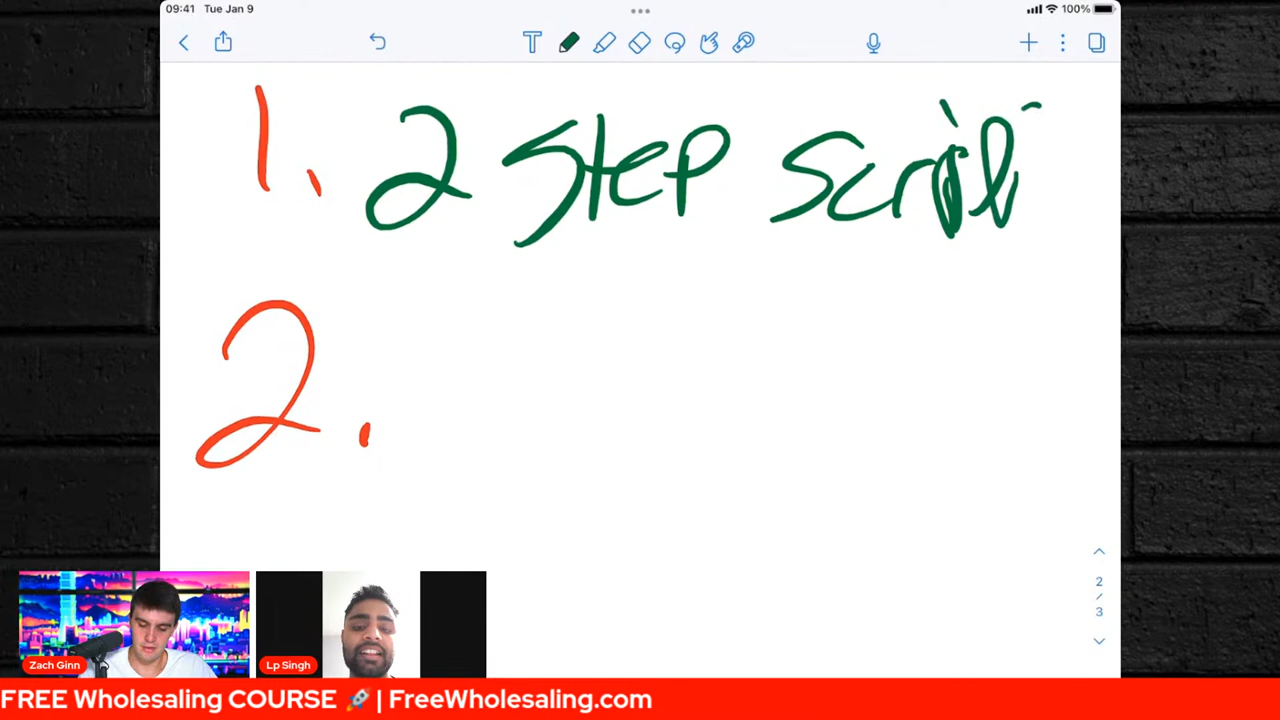 09:41 Tue Jan 9
100%
T
1. 2 Step script
2.
2
3
Zach Ginn
Lp Singh
FREE Wholesaling COURSE 🚀 | FreeWholesaling.com